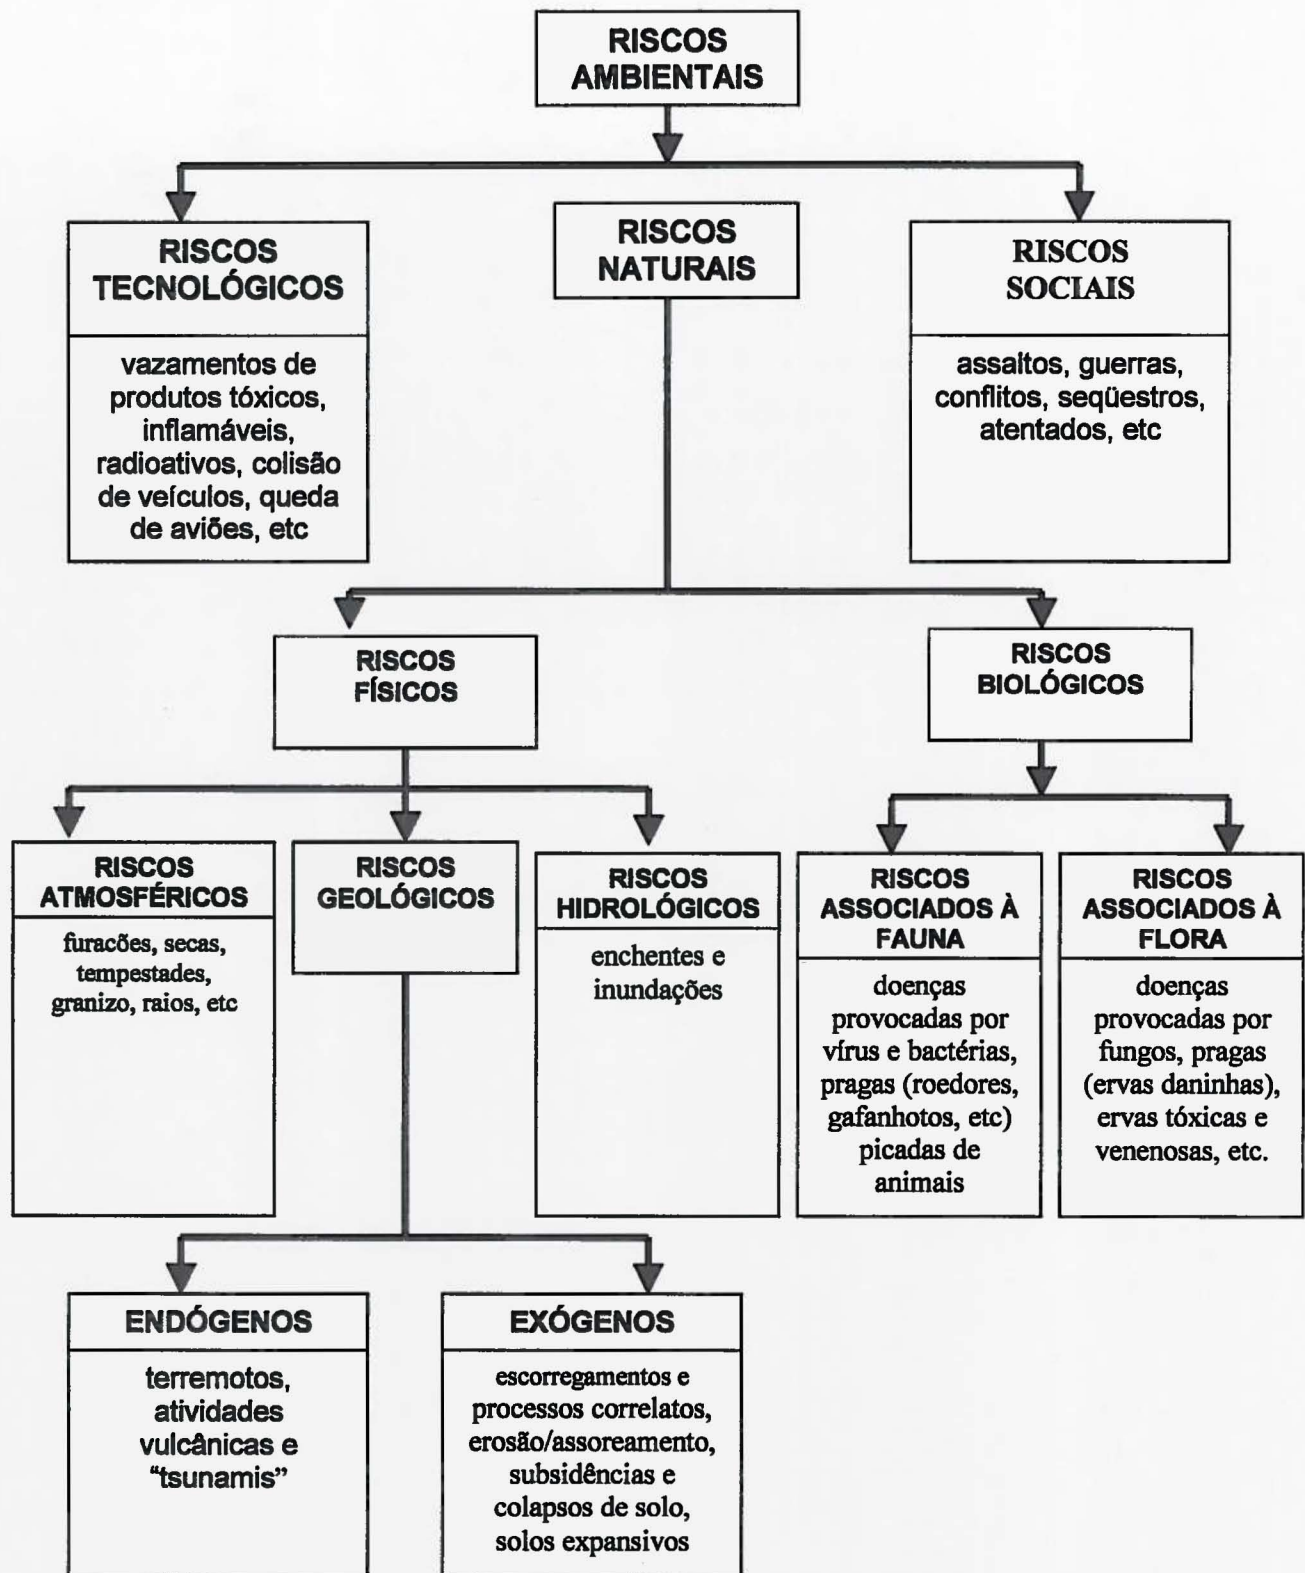 RISCOS
AMBIENTAIS
RISCOS
TECNOLÓGICOS
vazamentos de
produtos tóxicos,
inflamáveis,
radioativos, colisão
de veículos, queda
de aviões, etc
RISCOS
NATURAIS
RISCOS
SOCIAIS
assaltos, guerras,
conflitos, seqüestros,
atentados, etc
RISCOS
FÍSICOS
RISCOS
BIOLÓGICOS
RISCOS
ATMOSFÉRICOS
furacões, secas,
tempestades,
granizo, raios, etc
RISCOS
GEOLÓGICOS
RISCOS
HIDROLÓGICOS
enchentes e
inundações
RISCOS
ASSOCIADOS À
FAUNA
doenças
provocadas por
vírus e bactérias,
pragas (roedores,
gafanhotos, etc)
picadas de
animais
RISCOS
ASSOCIADOS À
FLORA
doenças
provocadas por
fungos, pragas
(ervas daninhas),
ervas tóxicas e
venenosas, etc.
ENDÓGENOS
terremotos,
atividades
vulcânicas e
“tsunamis”
EXÓGENOS
escorregamentos e
processos correlatos,
erosão/assoreamento,
subsidências e
colapsos de solo,
solos expansivos